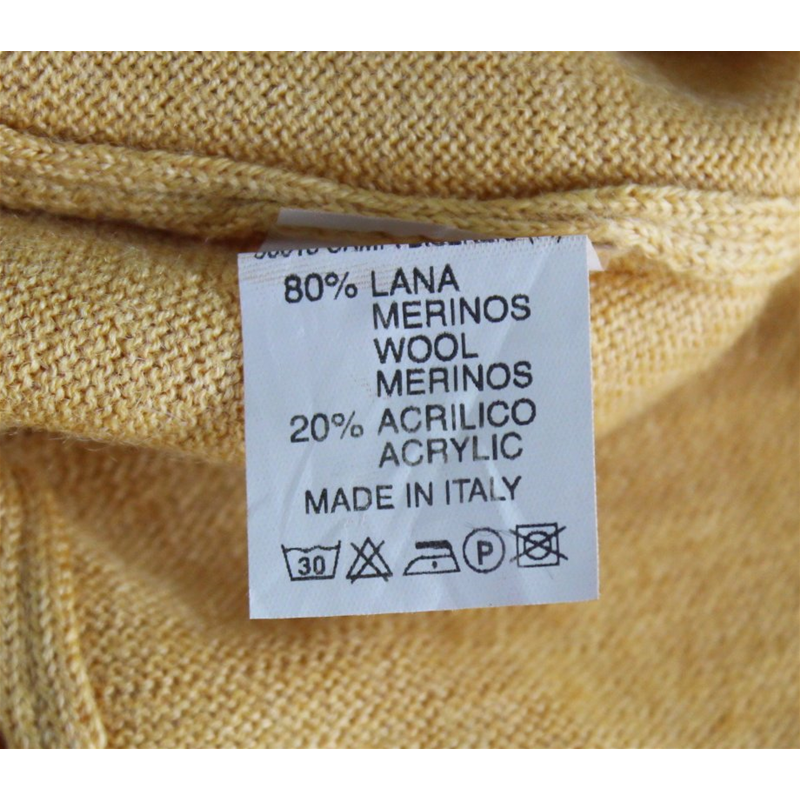 80% LANA
MERINOS
WOOL
MERINOS
20% ACRILICO
ACRYLIC
MADE IN ITALY
30 P